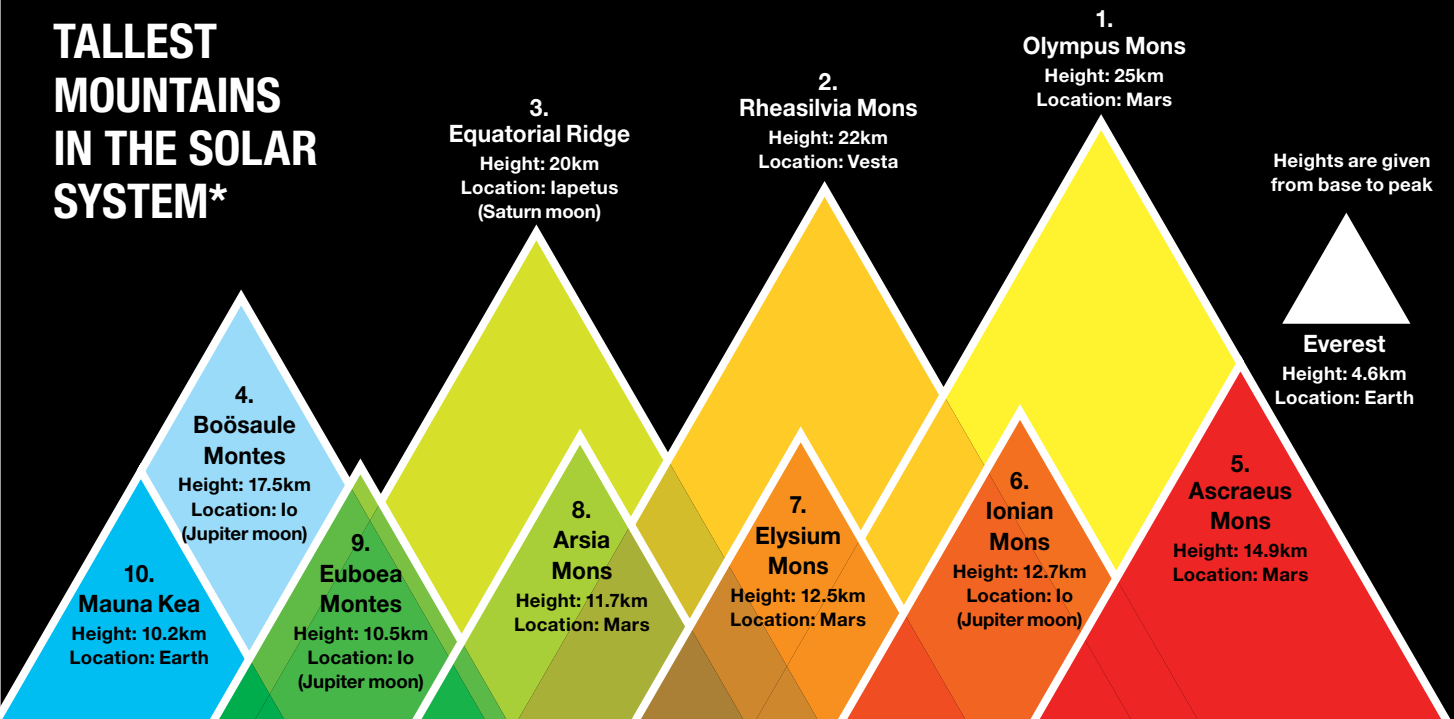 TALLEST
MOUNTAINS
IN THE SOLAR
SYSTEM*
1.
Olympus Mons
Height: 25km
Location: Mars
2.
Rheasilvia Mons
Height: 22km
Location: Vesta
3.
Equatorial Ridge
Height: 20km
Location: Iapetus
(Saturn moon)
Heights are given
from base to peak
Everest
Height: 4.6km
Location: Earth
4.
Boösaule
Montes
Height: 17.5km
Location: Io
(Jupiter moon)
5.
Ascraeus
Mons
Height: 14.9km
Location: Mars
6.
Ionian
Mons
Height: 12.7km
Location: Io
(Jupiter moon)
7.
Elysium
Mons
Height: 12.5km
Location: Mars
8.
Arsia
Mons
Height: 11.7km
Location: Mars
9.
Euboea
Montes
Height: 10.5km
Location: Io
(Jupiter moon)
10.
Mauna Kea
Height: 10.2km
Location: Earth